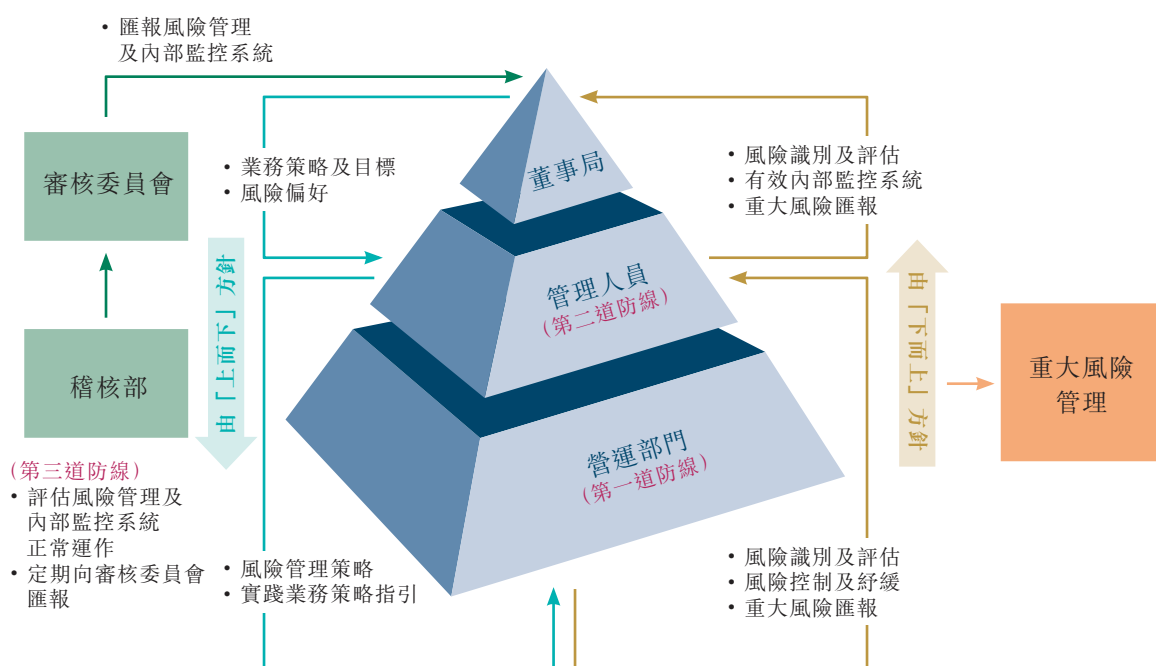 • 匯報風險管理
及內部監控系統
審核委員會
• 業務策略及目標
• 風險偏好
董事局
• 風險識別及評估
• 有效內部監控系統
• 重大風險匯報
由「上而下」方針
管理人員
(第二道防線)
由「下而上」方針
稽核部
重大風險
管理
營運部門
(第一道防線)
(第三道防線)
• 評估風險管理及
內部監控系統
正常運作
• 定期向審核委員會
匯報
• 風險管理策略
• 實踐業務策略指引
• 風險識別及評估
• 風險控制及紓緩
• 重大風險匯報